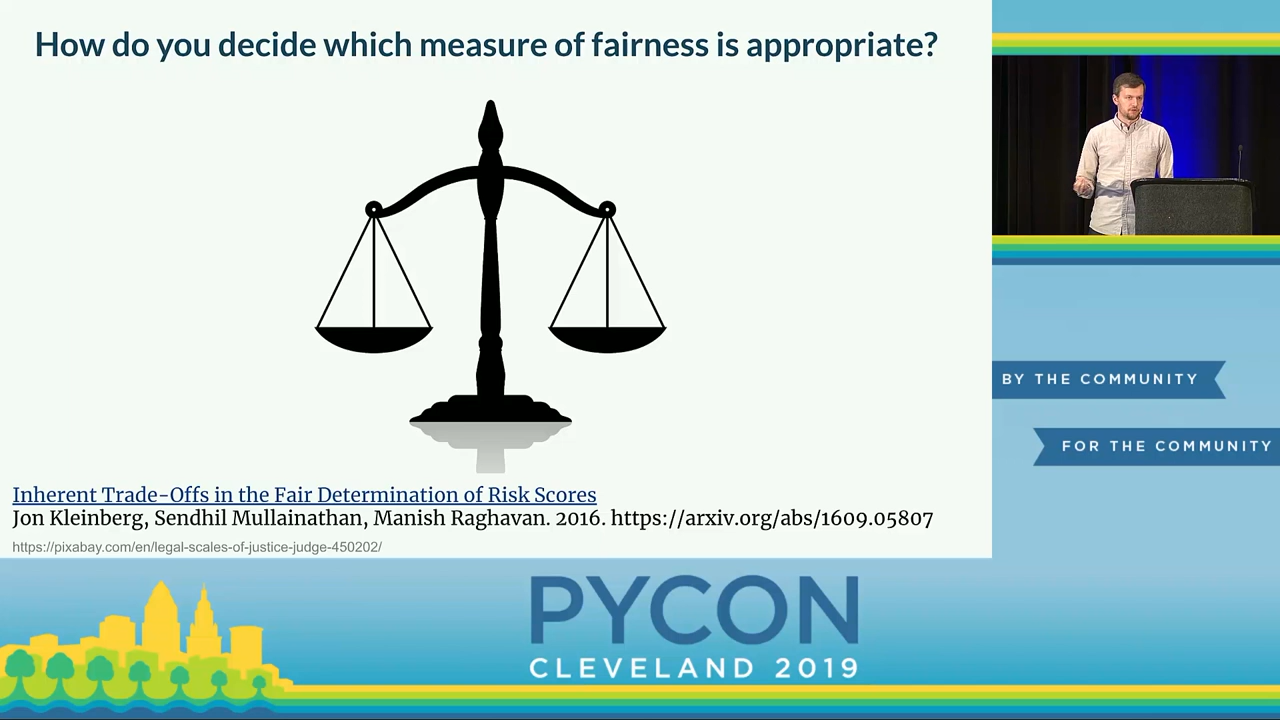 How do you decide which measure of fairness is appropriate?
Inherent Trade-Offs in the Fair Determination of Risk Scores
Jon Kleinberg, Sendhil Mullainathan, Manish Raghavan. 2016. https://arxiv.org/abs/1609.05807
https://pixabay.com/en/legal-scales-of-justice-judge-450202/
BY THE COMMUNITY
FOR THE COMMUNITY
PYCON
CLEVELAND 2019